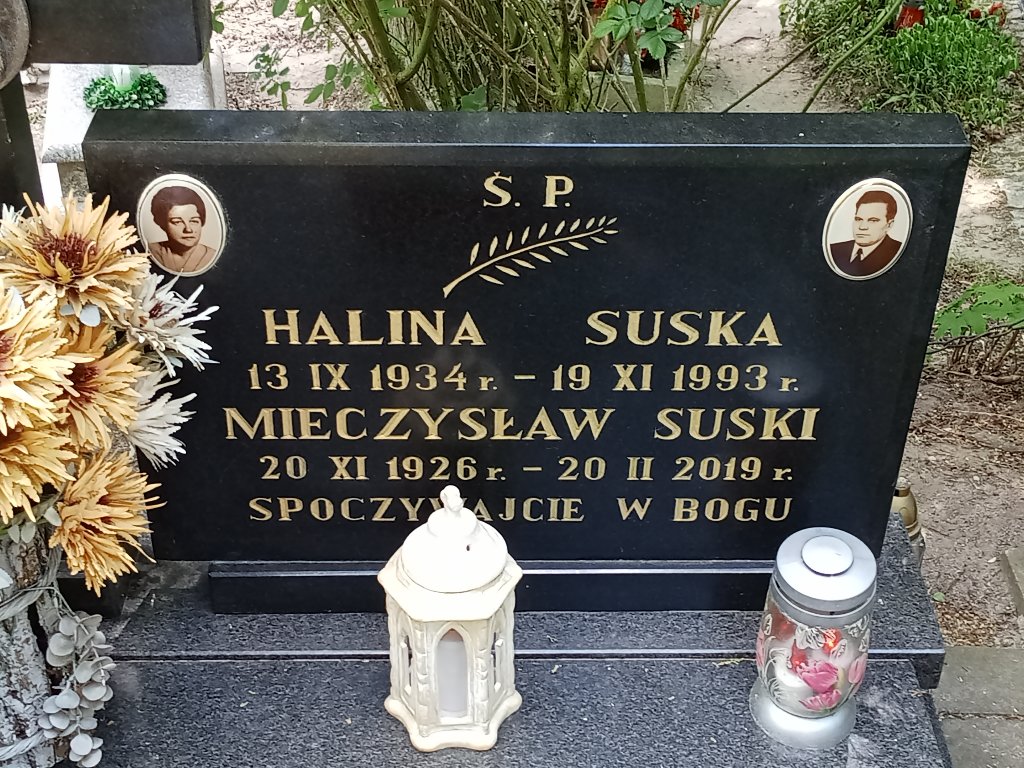 Ś. P.
HALINA SUSKA
13 IX 1934 r. – 19 XI 1993 r.
MIECZYSŁAW SUSKI
20 XI 1926 r. – 20 II 2019 r.
SPOCZYWAJCIE W BOGU